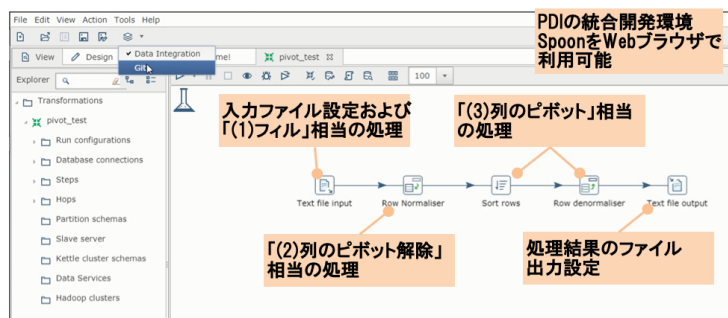 File Edit View Action Tools Help
PDIの統合開発環境
SpoonをWebブラウザで
利用可能
View
Design
me!
pivot_test
Data Integration
Git
Explorer
100
Transformations
pivot_test
Run configurations
Database connections
Steps
Hops
Partition schemas
Slave server
Kettle cluster schemas
Data Services
Hadoop clusters
入力ファイル設定および
「(1)フィル」相当の処理
「(3)列のピボット」相当
の処理
Text file input
Row Normaliser
Sort rows
Row denormaliser
Text file output
「(2)列のピボット解除」
相当の処理
処理結果のファイル
出力設定